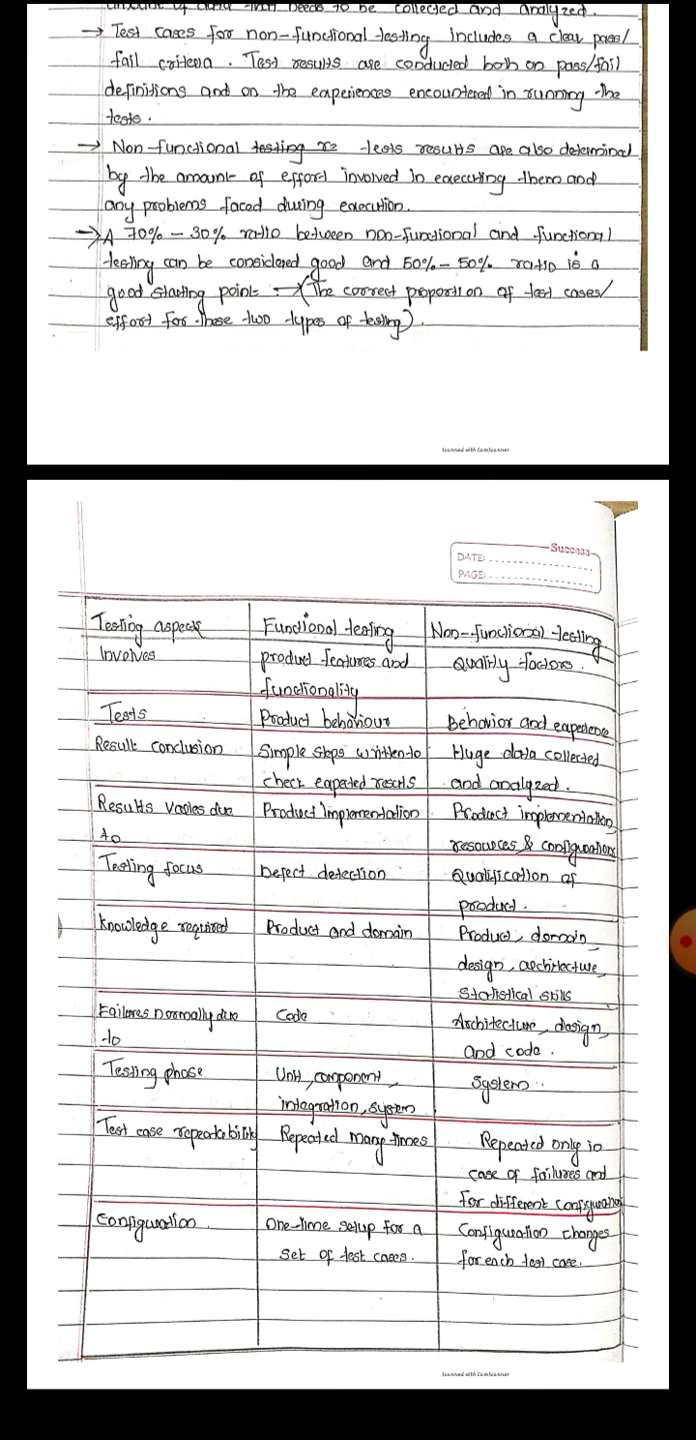 amount of data that needs to be collected and analyzed.
→ Test cases for non-functional testing includes a clear pass/
fail criteria. Test results are conducted both on pass/fail
definitions and on the experiences encountered in running the
tests.
→ Non-functional testing re tests results are also determined
by the amount of effort involved in executing them and
any problems faced during execution.
→ A 70% - 30% ratio between non-functional and functional
testing can be considered good and 50% - 50% ratio is a
good starting point. → (The correct proportion of test cases/
effort for these two types of testing).
Scanned with CamScanner
Success
DATE:
PAGE:
Testing aspects Functional testing Non-functional testing
Involves product features and Quality factors.
functionality
Tests Product behaviour Behavior and experience
Result conclusion Simple steps written to Huge data collected
check expected results and analyzed.
Results varies due Product Implementation Product implementation,
to resources & configurations
Testing focus Defect detection Qualification of
product.
Knowledge required Product and domain Product, domain,
design, architecture,
statistical skills
Failures normally due Code Architecture, design,
to and code.
Testing phase Unit, component, System.
integration, system
Test case repeatability Repeated many times Repeated only in
case of failures and
for different configuration
Configuration One-time setup for a Configuration changes
set of test cases. for each test case.
Scanned with CamScanner